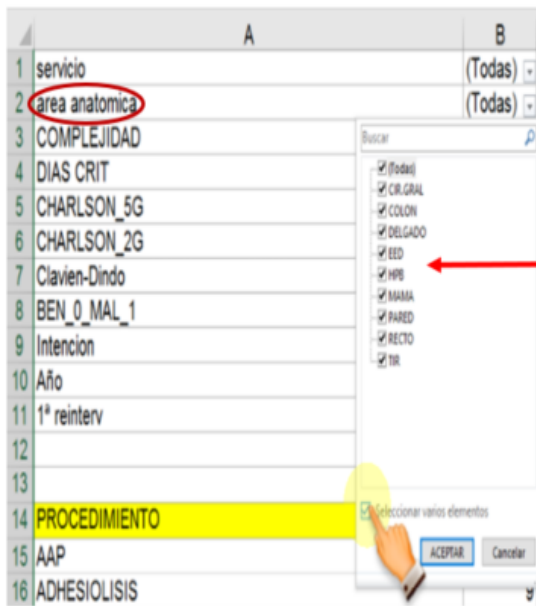 A B
1 servicio (Todas)
2 area anatomica (Todas)
3 COMPLEJIDAD
4 DIAS CRIT
5 CHARLSON_5G
6 CHARLSON_2G
7 Clavien-Dindo
8 BEN_0_MAL_1
9 Intencion
10 Año
11 1ª reinterv
12
13
14 PROCEDIMIENTO
15 AAP
16 ADHESIOLISIS 9
Buscar
(Todas)
CIR.GRAL
COLON
DELGADO
EED
HPB
MAMA
PARED
RECTO
TIR
Seleccionar varios elementos
ACEPTAR Cancelar